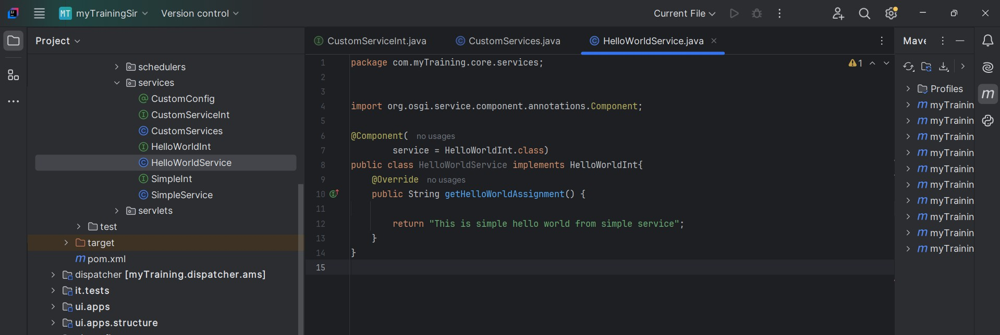 MT myTrainingSir Version control Current File
Project
CustomServiceInt.java CustomServices.java HelloWorldService.java
schedulers
services
CustomConfig
CustomServiceInt
CustomServices
HelloWorldInt
HelloWorldService
SimpleInt
SimpleService
servlets
test
target
pom.xml
dispatcher [myTraining.dispatcher.ams]
it.tests
ui.apps
ui.apps.structure
1 package com.myTraining.core.services;
2
3
4 import org.osgi.service.component.annotations.Component;
5
6 @Component( no usages
7 service = HelloWorldInt.class)
8 public class HelloWorldService implements HelloWorldInt{
9 @Override no usages
10 public String getHelloWorldAssignment() {
11
12 return "This is simple hello world from simple service";
13 }
14 }
15
1
Mave
Profiles
m myTrainin
m myTrainin
m myTrainin
m myTrainin
m myTrainin
m myTrainin
m myTrainin
m myTrainin
m myTrainin
m myTrainin
m